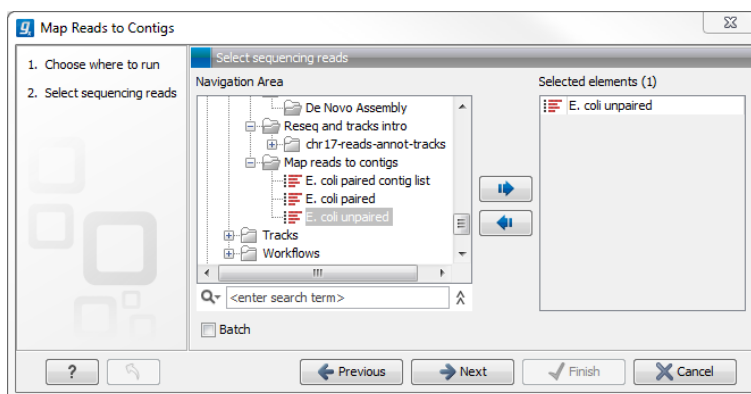 Map Reads to Contigs
1. Choose where to run
2. Select sequencing reads
Select sequencing reads
Navigation Area
De Novo Assembly
Reseq and tracks intro
chr17-reads-annot-tracks
Map reads to contigs
E. coli paired contig list
E. coli paired
E. coli unpaired
Tracks
Workflows
<enter search term>
Batch
Selected elements (1)
E. coli unpaired
?
Previous
Next
Finish
Cancel